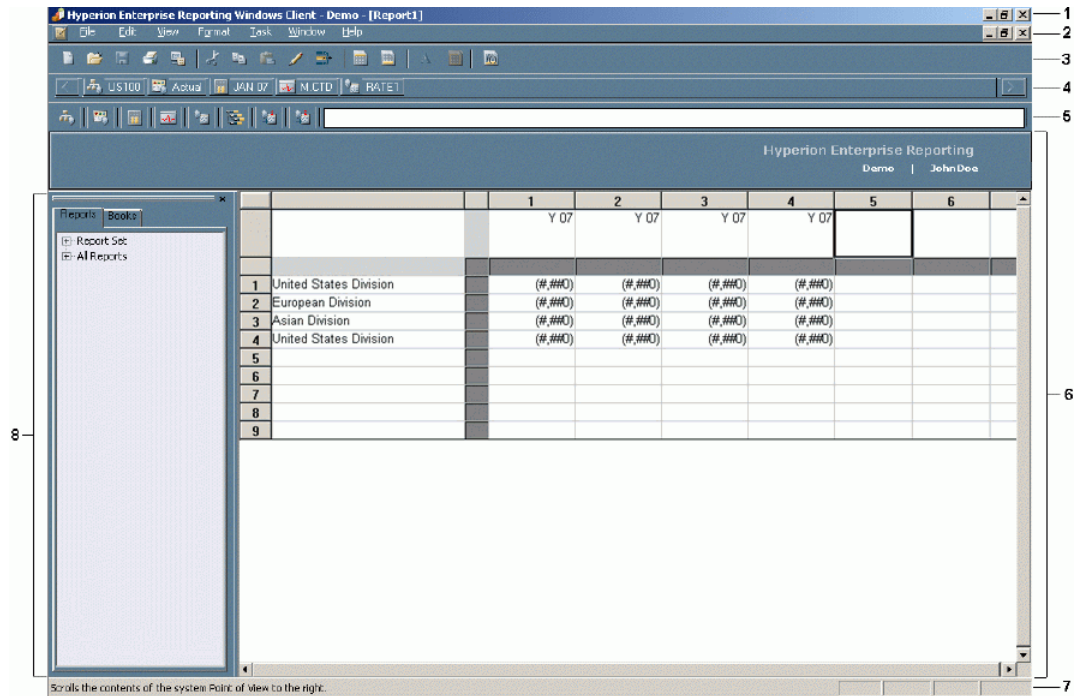 Hyperion Enterprise Reporting Windows Client - Demo - [Report1]
1
File Edit View Format Task Window Help
2
3
US100 Actual JAN 07 M.CTD RATE1
4
5
Hyperion Enterprise Reporting
Demo | JohnDoe
6
8
Reports Books
Report Set
All Reports
1 2 3 4 5 6
Y 07 Y 07 Y 07 Y 07
1 United States Division (#,##0) (#,##0) (#,##0) (#,##0)
2 European Division (#,##0) (#,##0) (#,##0) (#,##0)
3 Asian Division (#,##0) (#,##0) (#,##0) (#,##0)
4 United States Division (#,##0) (#,##0) (#,##0) (#,##0)
5
6
7
8
9
Scrolls the contents of the system Point of View to the right.
7